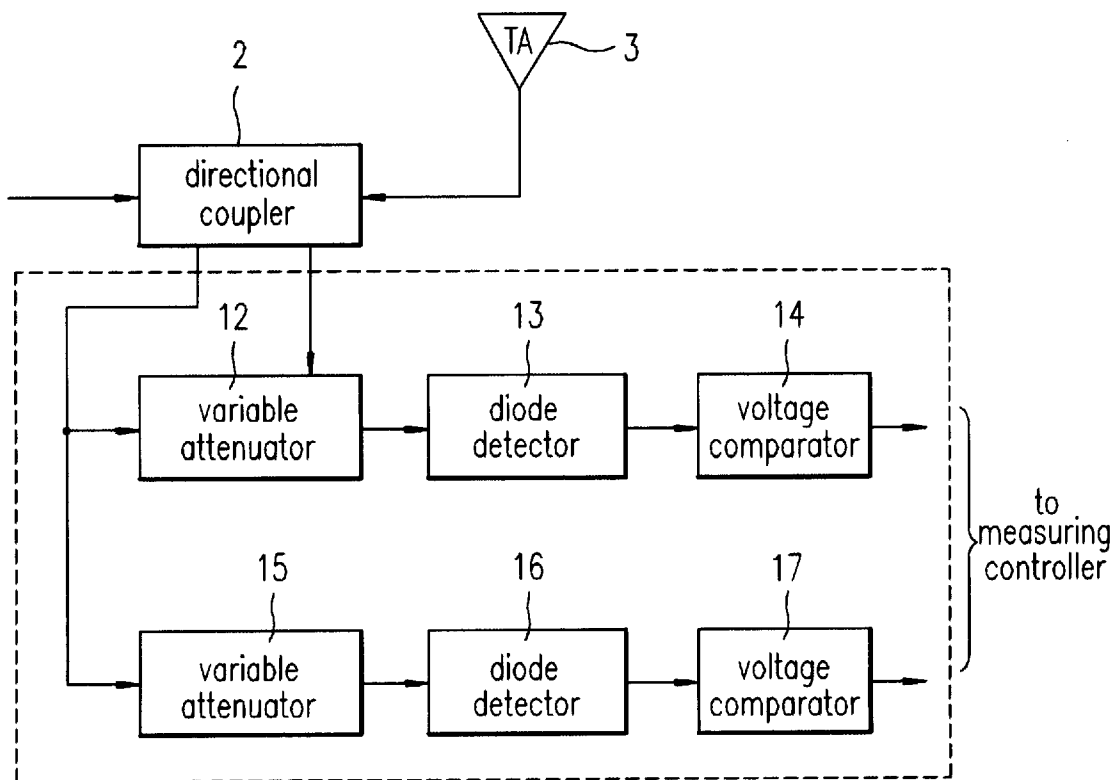 TA
3
2
directional
coupler
12
13
14
variable
attenuator
diode
detector
voltage
comparator
to
measuring
controller
15
16
17
variable
attenuator
diode
detector
voltage
comparator